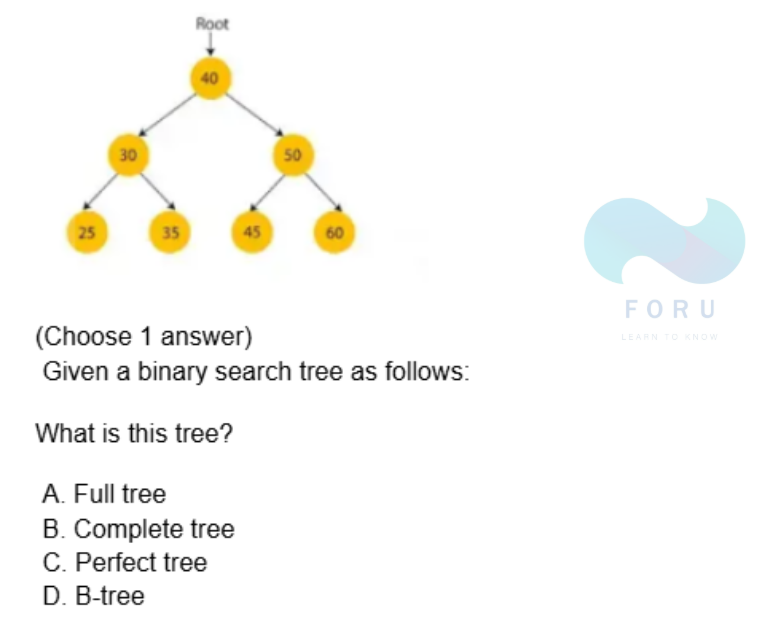 Root
40
30
50
25
35
45
60
FORU
LEARN TO KNOW
(Choose 1 answer)
Given a binary search tree as follows:
What is this tree?
A. Full tree
B. Complete tree
C. Perfect tree
D. B-tree